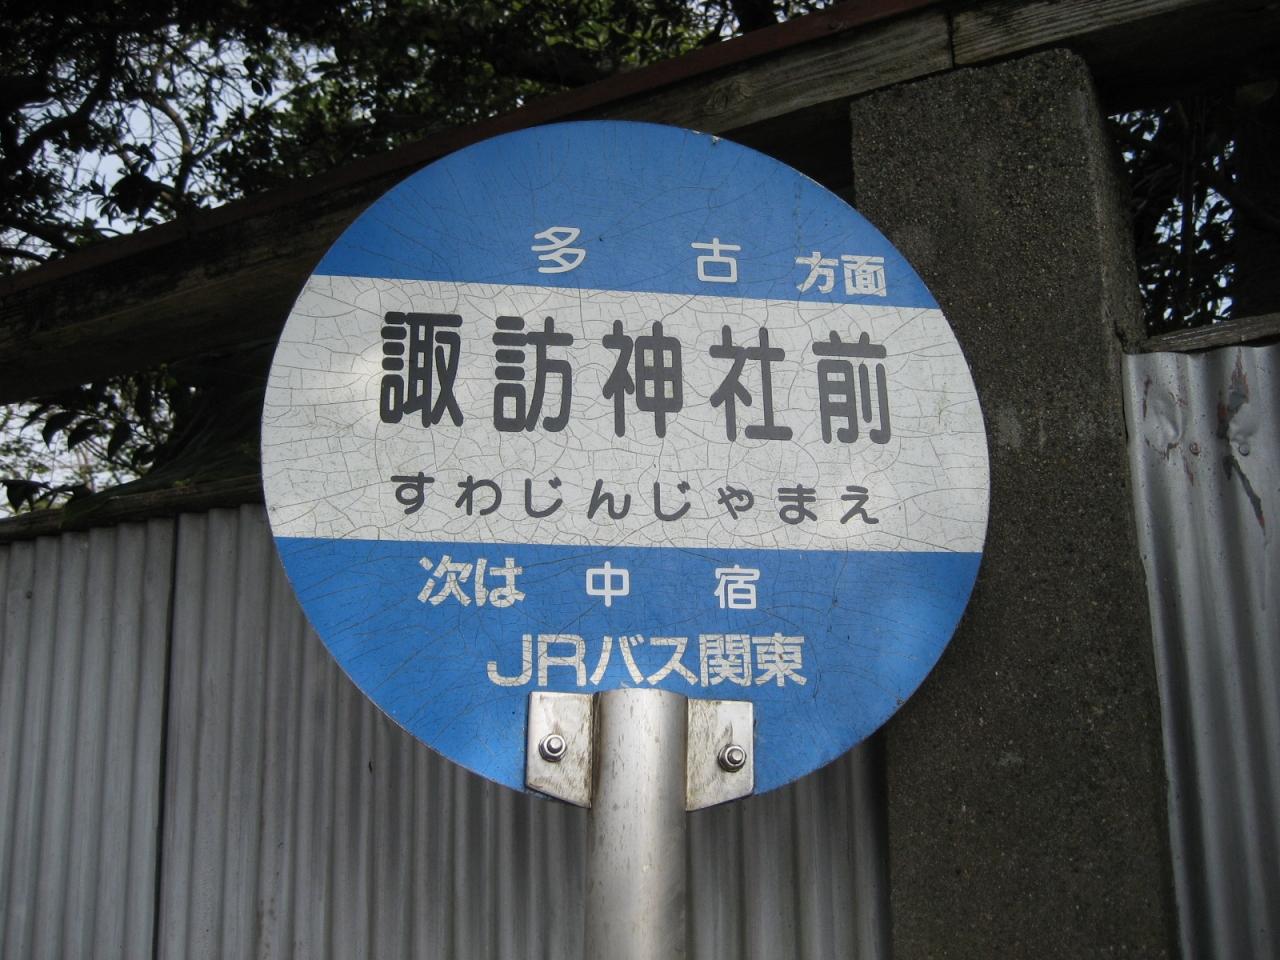 多古方面
諏訪神社前
すわじんじゃまえ
次は 中宿
JRバス関東